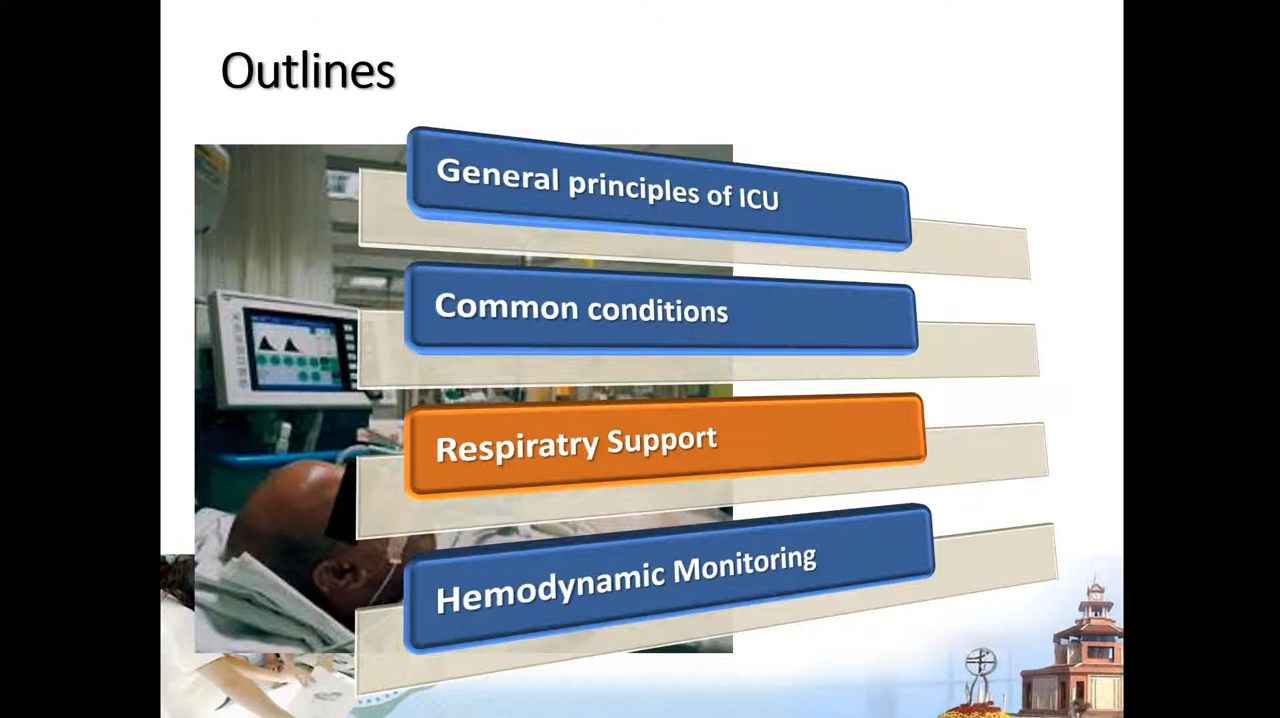 Outlines
General principles of ICU
Common conditions
Respiratry Support
Hemodynamic Monitoring